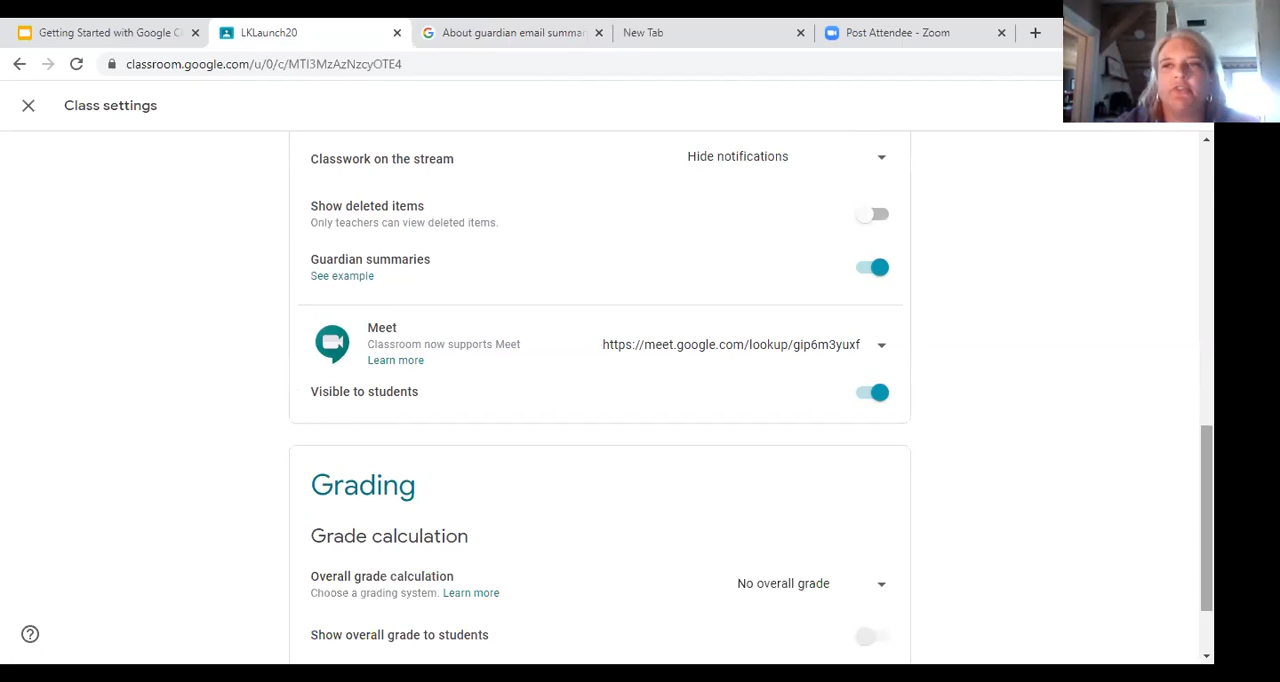 Getting Started with Google C
LKLaunch20
About guardian email summar
New Tab
Post Attendee - Zoom
classroom.google.com/u/0/c/MTI3MzAzNzcyOTE4
Class settings
Classwork on the stream
Hide notifications
Show deleted items
Only teachers can view deleted items.
Guardian summaries
See example
Meet
Classroom now supports Meet
https://meet.google.com/lookup/gip6m3yuxf
Learn more
Visible to students
Grading
Grade calculation
Overall grade calculation
No overall grade
Choose a grading system. Learn more
Show overall grade to students